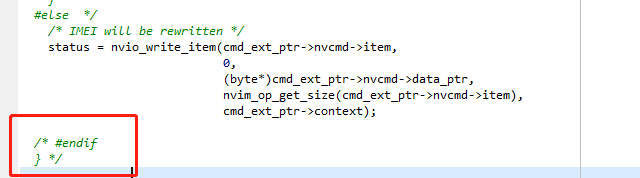 }
#else */
/* IMEI will be rewritten */
status = nvio_write_item(cmd_ext_ptr->nvcmd->item,
0,
(byte*)cmd_ext_ptr->nvcmd->data_ptr,
nvim_op_get_size(cmd_ext_ptr->nvcmd->item),
cmd_ext_ptr->context);
/* #endif
} */